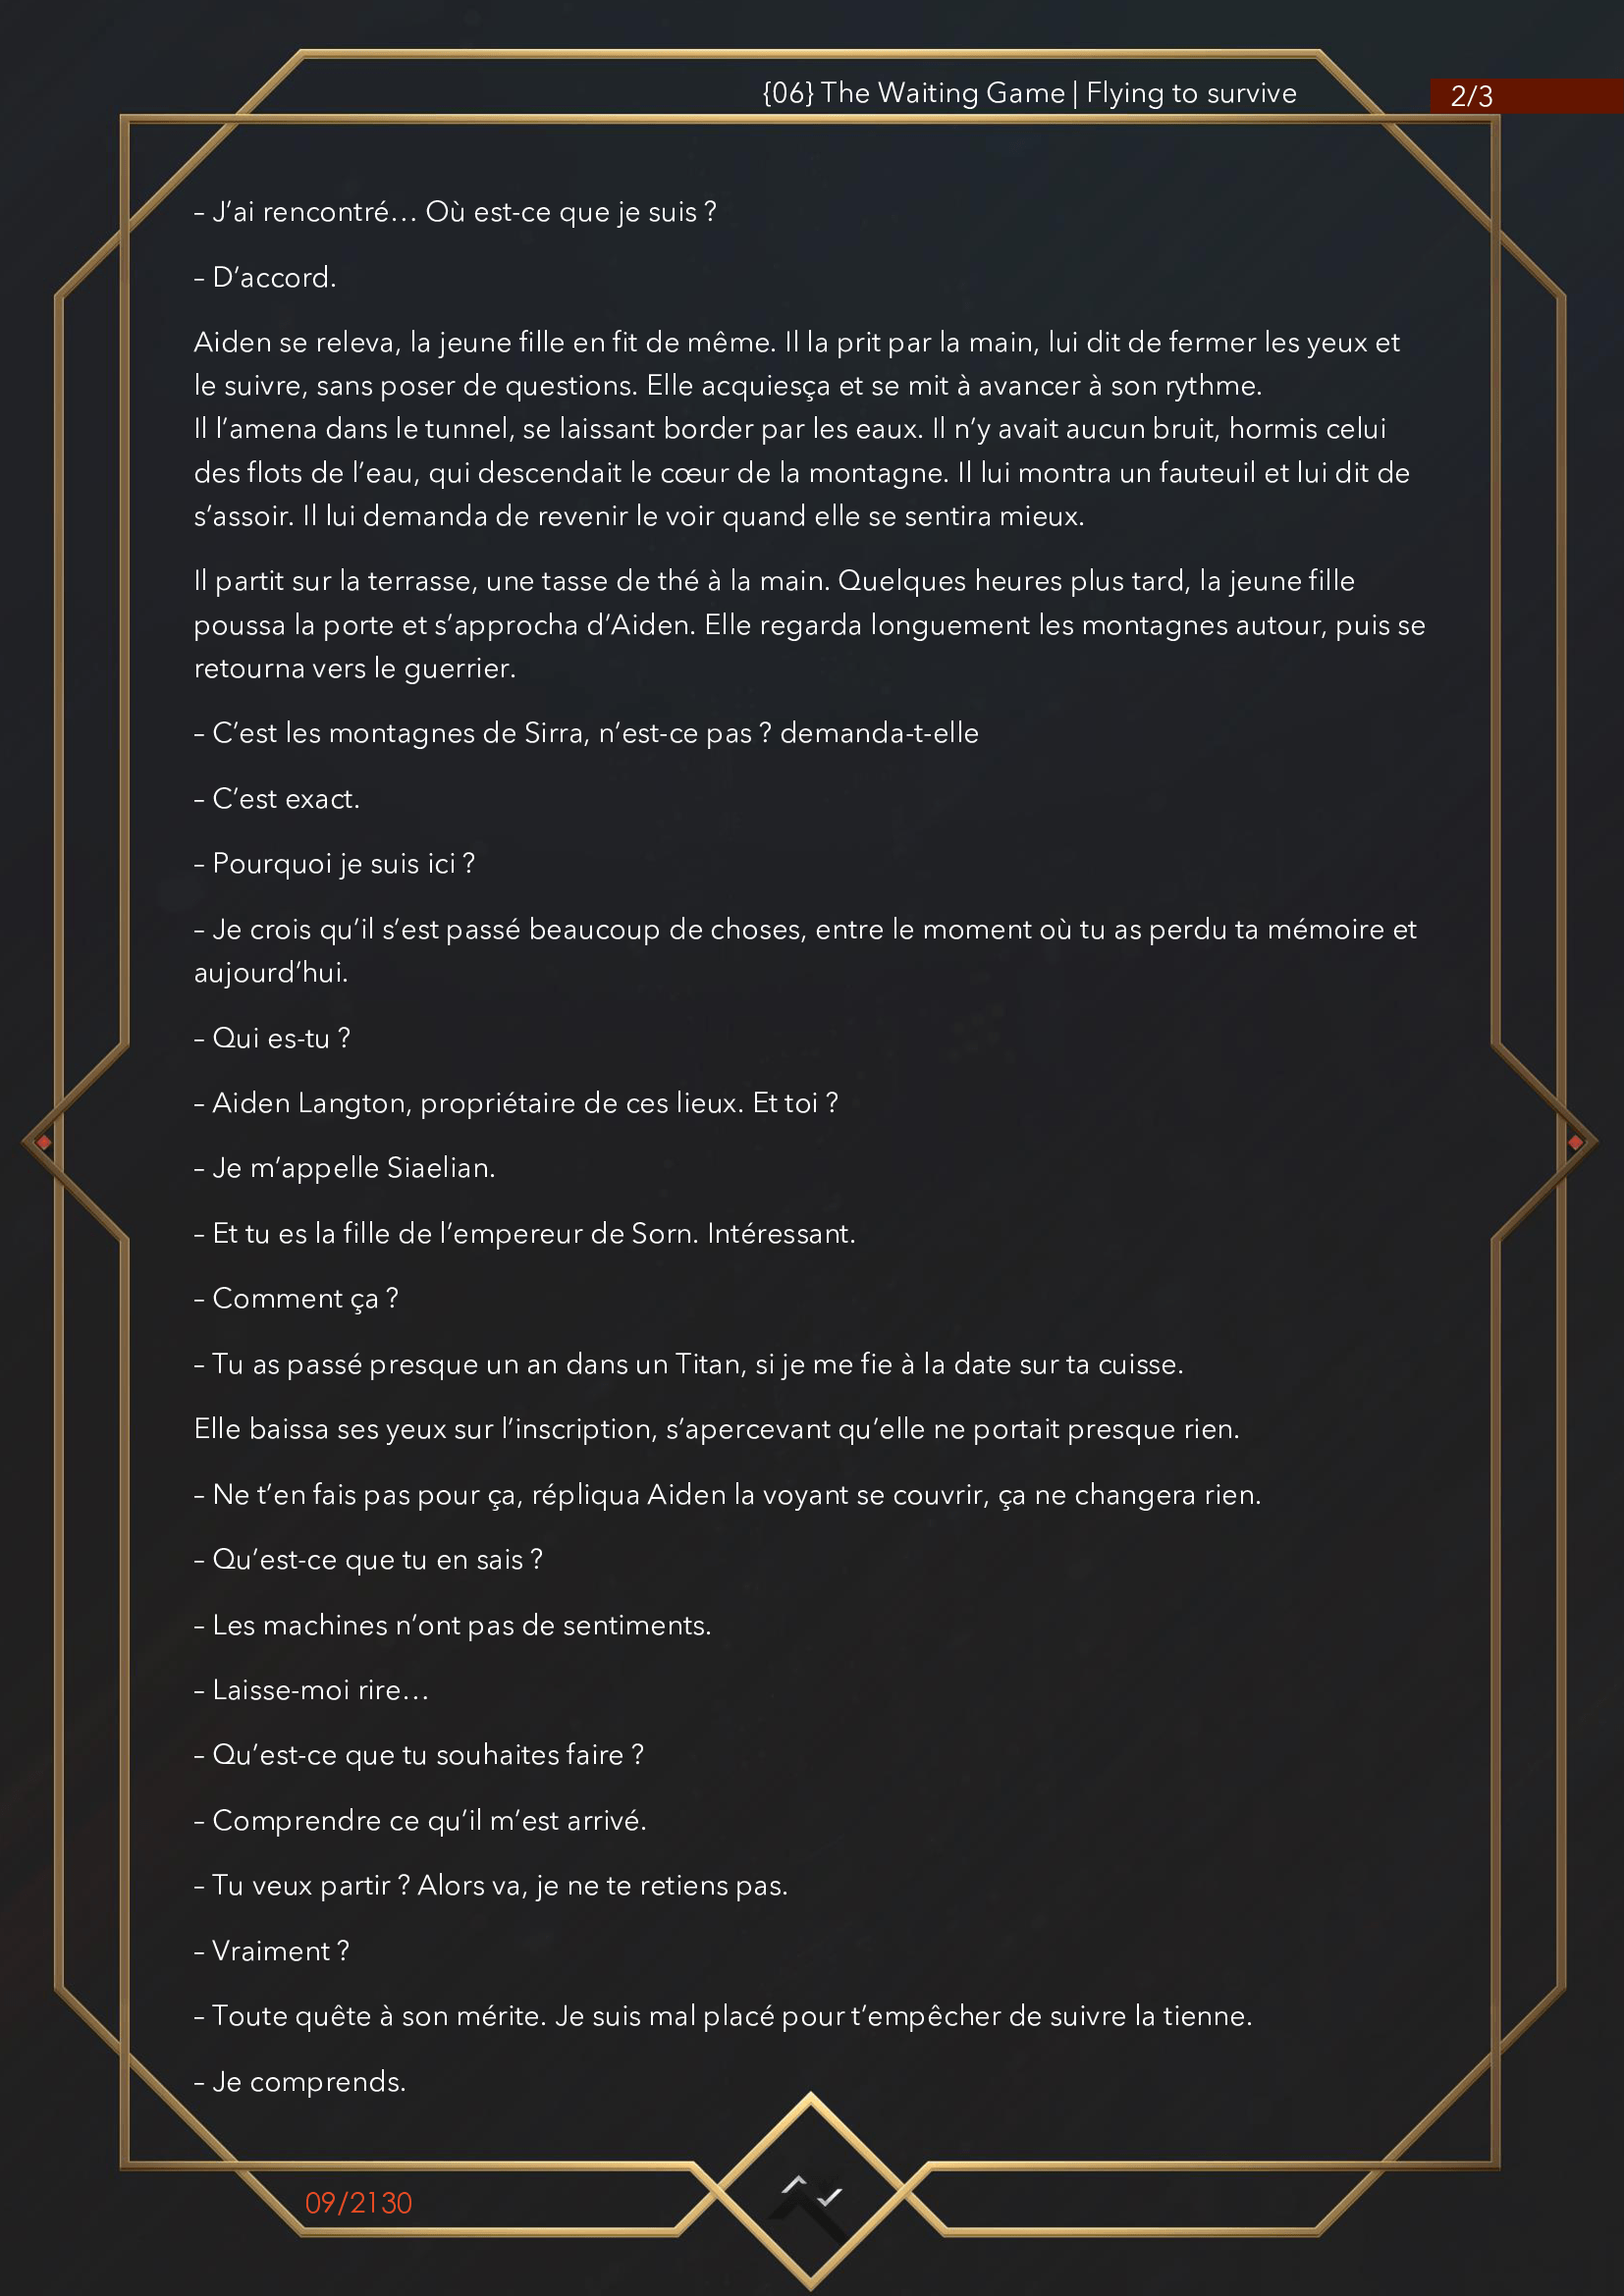 {06} The Waiting Game | Flying to survive
2/3
– J’ai rencontré… Où est-ce que je suis ?
– D’accord.
Aiden se releva, la jeune fille en fit de même. Il la prit par la main, lui dit de fermer les yeux et
le suivre, sans poser de questions. Elle acquiesça et se mit à avancer à son rythme.
Il l’amena dans le tunnel, se laissant border par les eaux. Il n’y avait aucun bruit, hormis celui
des flots de l’eau, qui descendait le cœur de la montagne. Il lui montra un fauteuil et lui dit de
s’assoir. Il lui demanda de revenir le voir quand elle se sentira mieux.
Il partit sur la terrasse, une tasse de thé à la main. Quelques heures plus tard, la jeune fille
poussa la porte et s’approcha d’Aiden. Elle regarda longuement les montagnes autour, puis se
retourna vers le guerrier.
– C’est les montagnes de Sirra, n’est-ce pas ? demanda-t-elle
– C’est exact.
– Pourquoi je suis ici ?
– Je crois qu’il s’est passé beaucoup de choses, entre le moment où tu as perdu ta mémoire et
aujourd’hui.
– Qui es-tu ?
– Aiden Langton, propriétaire de ces lieux. Et toi ?
– Je m’appelle Siaelian.
– Et tu es la fille de l’empereur de Sorn. Intéressant.
– Comment ça ?
– Tu as passé presque un an dans un Titan, si je me fie à la date sur ta cuisse.
Elle baissa ses yeux sur l’inscription, s’apercevant qu’elle ne portait presque rien.
– Ne t’en fais pas pour ça, répliqua Aiden la voyant se couvrir, ça ne changera rien.
– Qu’est-ce que tu en sais ?
– Les machines n’ont pas de sentiments.
– Laisse-moi rire…
– Qu’est-ce que tu souhaites faire ?
– Comprendre ce qu’il m’est arrivé.
– Tu veux partir ? Alors va, je ne te retiens pas.
– Vraiment ?
– Toute quête à son mérite. Je suis mal placé pour t’empêcher de suivre la tienne.
– Je comprends.
09/2130